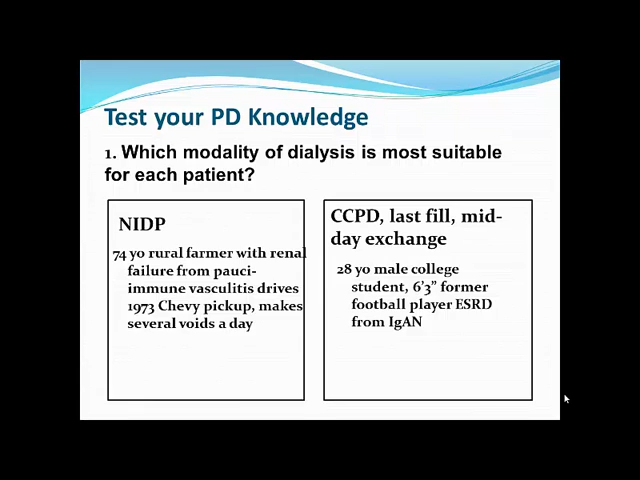 Test your PD Knowledge
1. Which modality of dialysis is most suitable
for each patient?
NIDP
74 yo rural farmer with renal
failure from pauci-
immune vasculitis drives
1973 Chevy pickup, makes
several voids a day
CCPD, last fill, mid-
day exchange
28 yo male college
student, 6’3” former
football player ESRD
from IgAN